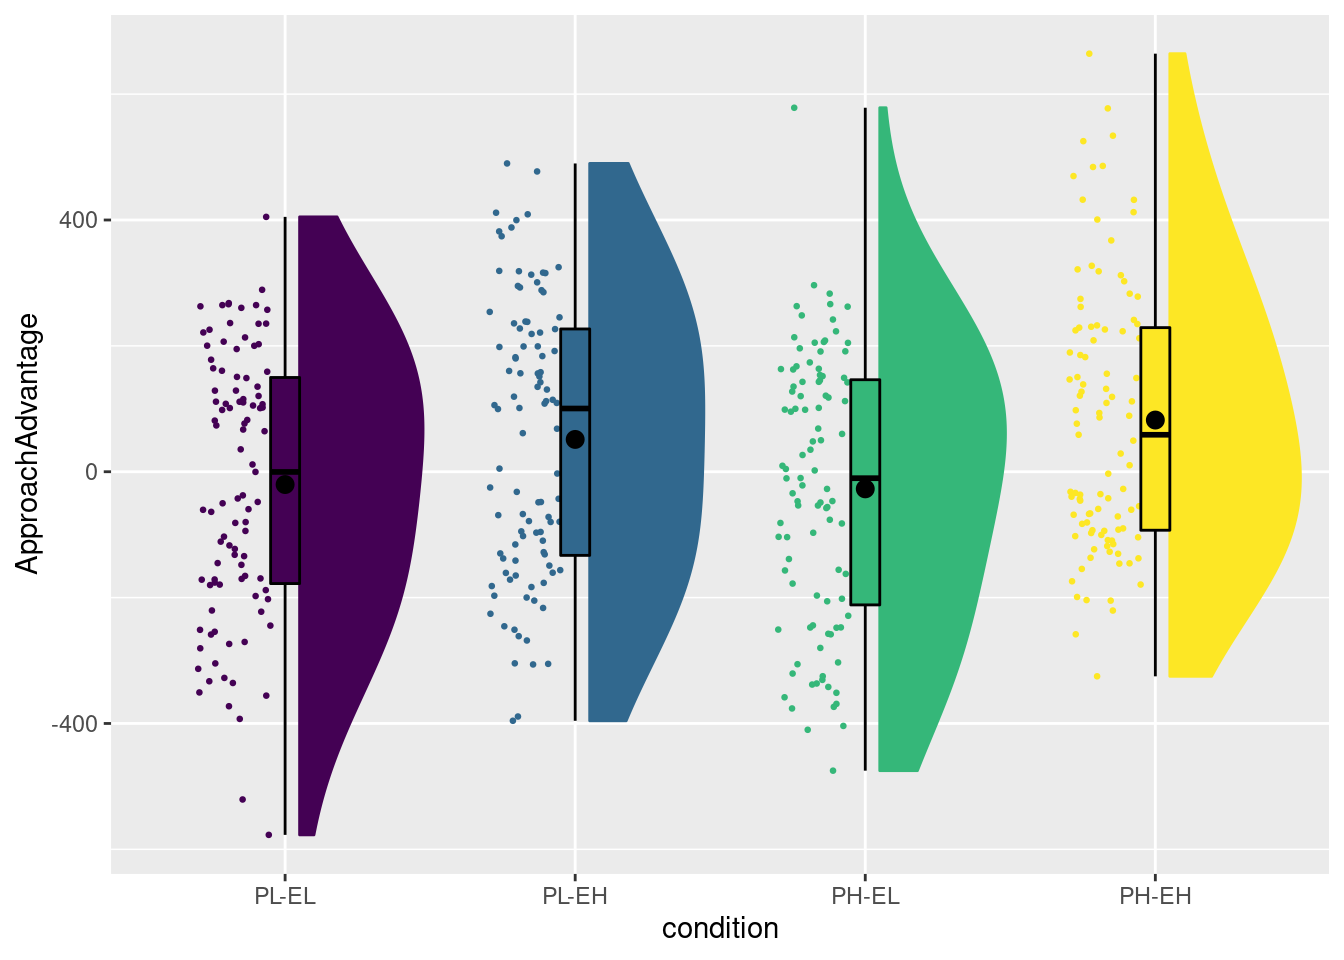 ApproachAdvantage
400
0
-400
PL-EL
PL-EH
PH-EL
PH-EH
condition